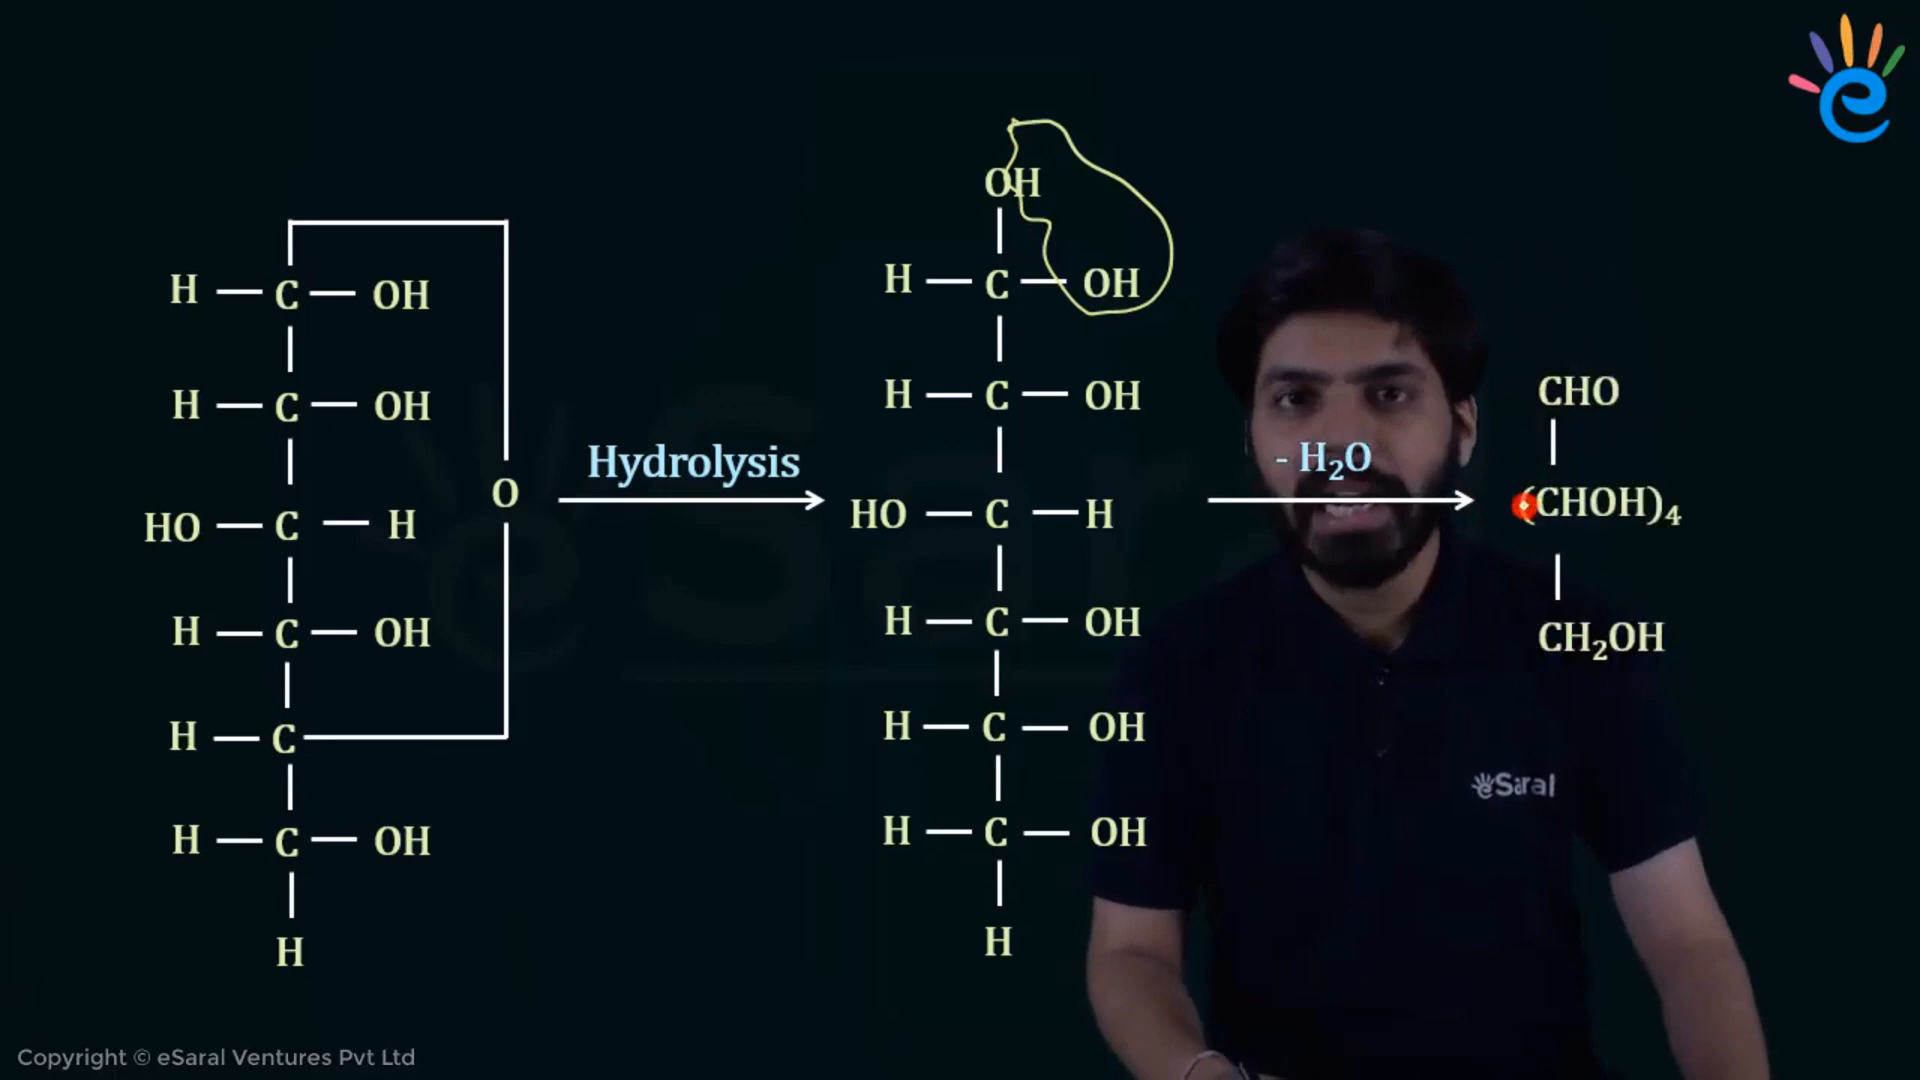 H — C — OH
H — C — OH
HO — C — H
H — C — OH
H — C
H — C — OH
H
O
Hydrolysis
OH
H — C — OH
H — C — OH
HO — C — H
H — C — OH
H — C — OH
H — C — OH
H
- H₂O
CHO
(CHOH)₄
CH₂OH
eSaral
Copyright © eSaral Ventures Pvt Ltd